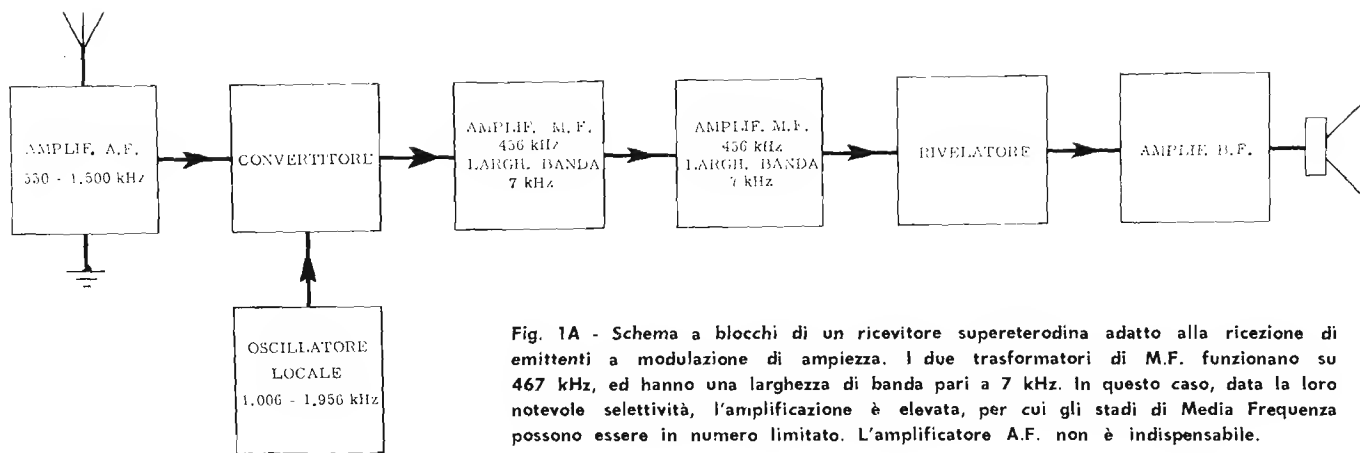 AMPLIF. A.F.
550 - 1.500 kHz
CONVERTITORE
AMPLIF. M.F.
456 kHz
LARGH. BANDA
7 kHz
AMPLIF. M.F.
456 kHz
LARGH. BANDA
7 kHz
RIVELATORE
AMPLIF. B.F.
OSCILLATORE
LOCALE
1.006 - 1.956 kHz
Fig. 1A - Schema a blocchi di un ricevitore supereterodina adatto alla ricezione di
emittenti a modulazione di ampiezza. I due trasformatori di M.F. funzionano su
467 kHz, ed hanno una larghezza di banda pari a 7 kHz. In questo caso, data la loro
notevole selettività, l'amplificazione è elevata, per cui gli stadi di Media Frequenza
possono essere in numero limitato. L'amplificatore A.F. non è indispensabile.